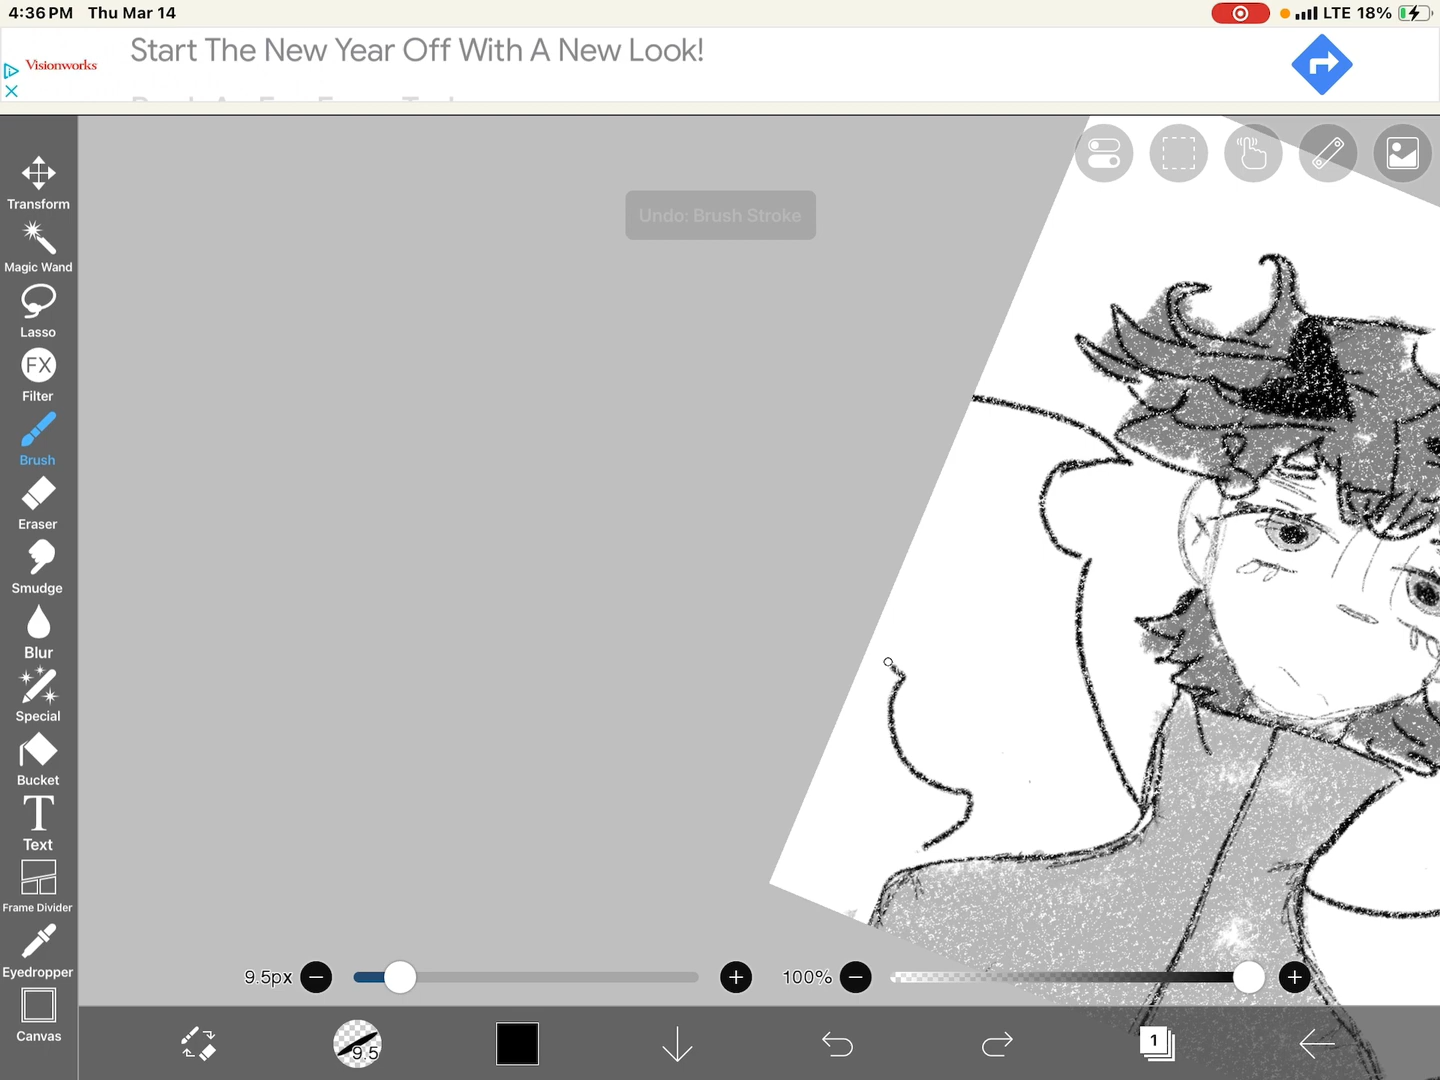 4:36 PM Thu Mar 14
LTE 18%
Start The New Year Off With A New Look!
Visionworks
Undo: Brush Stroke
Transform
Magic Wand
Lasso
FX
Filter
Brush
Eraser
Smudge
Blur
Special
Bucket
T
Text
Frame Divider
Eyedropper
Canvas
9.5px
100%
9.5
1